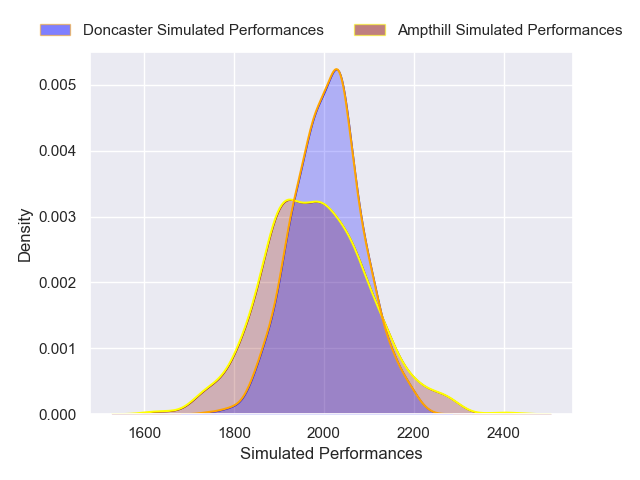 Doncaster Simulated Performances
Ampthill Simulated Performances
0.005
0.004
0.003
0.002
0.001
0.000
Density
1600 1800 2000 2200 2400
Simulated Performances